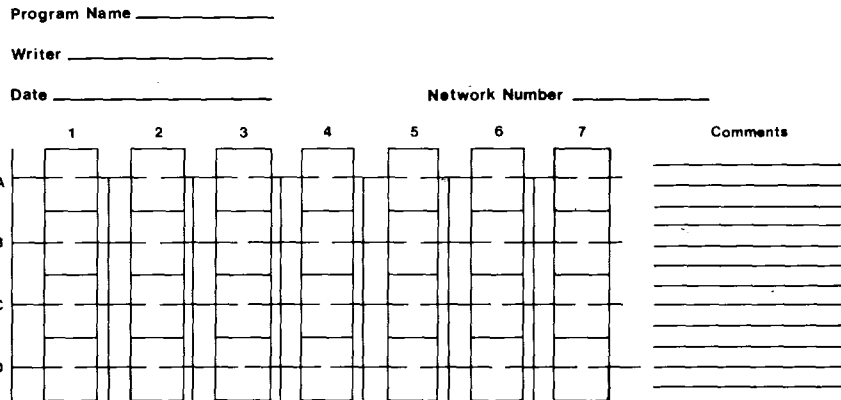 Program Name
Writer
Date
Network Number
1 2 3 4 5 6 7 Comments
A
B
C